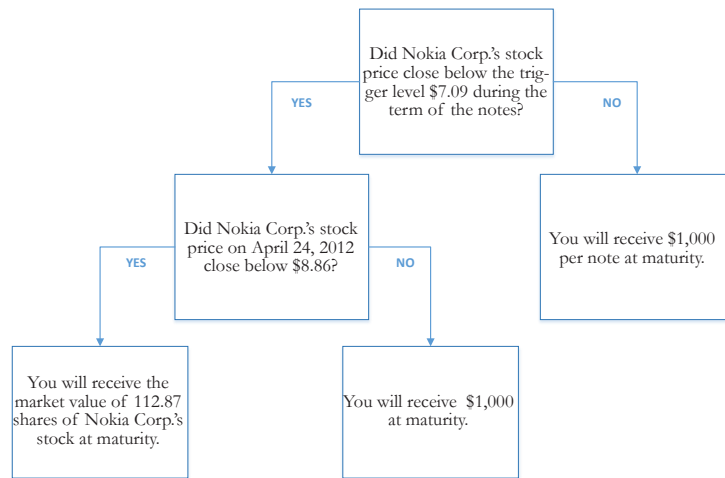 Did Nokia Corp.'s stock
price close below the trig-
ger level $7.09 during the
term of the notes?
YES
NO
Did Nokia Corp.'s stock
price on April 24, 2012
close below $8.86?
You will receive $1,000
per note at maturity.
YES
NO
You will receive the
market value of 112.87
shares of Nokia Corp.'s
stock at maturity.
You will receive $1,000
at maturity.